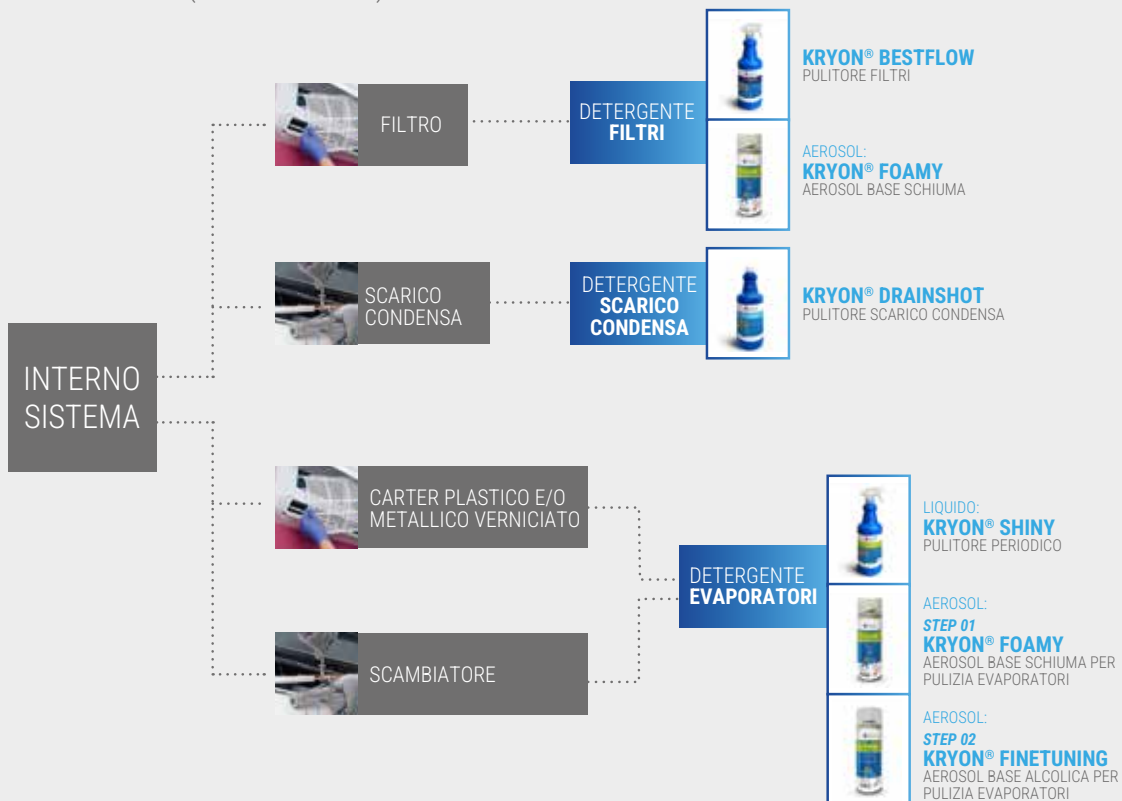 INTERNO
SISTEMA
FILTRO
DETERGENTE
FILTRI
KRYON® BESTFLOW
PULITORE FILTRI
AEROSOL:
KRYON® FOAMY
AEROSOL BASE SCHIUMA
SCARICO
CONDENSA
DETERGENTE
SCARICO
CONDENSA
KRYON® DRAINSHOT
PULITORE SCARICO CONDENSA
CARTER PLASTICO E/O
METALLICO VERNICIATO
SCAMBIATORE
DETERGENTE
EVAPORATORI
LIQUIDO:
KRYON® SHINY
PULITORE PERIODICO
AEROSOL:
STEP 01
KRYON® FOAMY
AEROSOL BASE SCHIUMA PER
PULIZIA EVAPORATORI
AEROSOL:
STEP 02
KRYON® FINETUNING
AEROSOL BASE ALCOLICA PER
PULIZIA EVAPORATORI